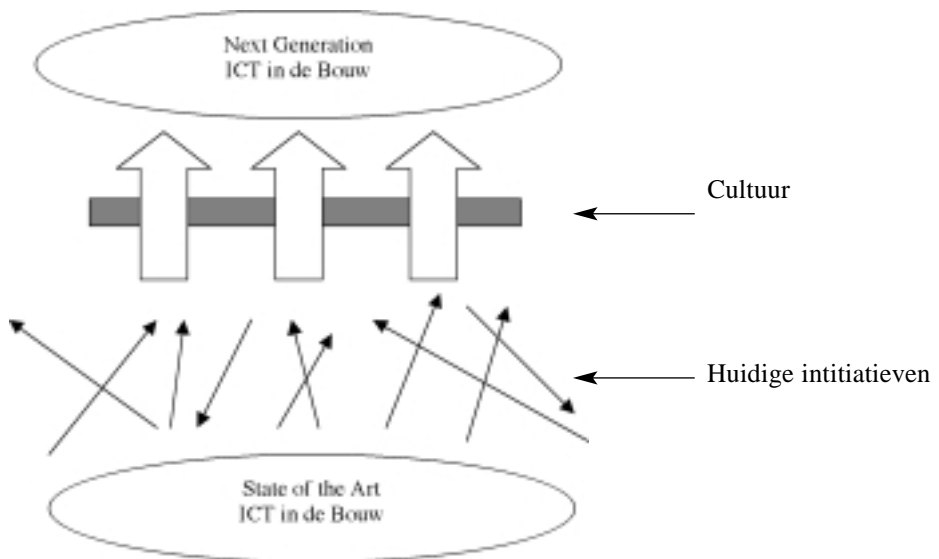 Next Generation
ICT in de Bouw
Cultuur
Huidige intitiatieven
State of the Art
ICT in de Bouw